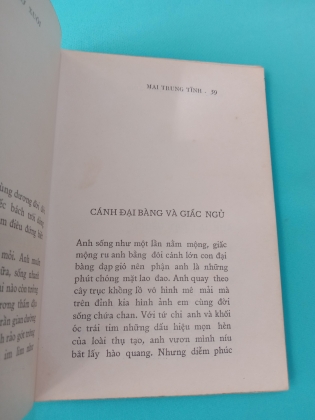 HAI TRUNG TĨNH - 39
CÁNH ĐẠI BÀNG VÀ GIẤC NGỦ
Anh sống như một lần nằm mộng, giấc
mộng ru anh bằng đôi cánh lớn con đại
bàng đạp gió nên phận anh là những
phút chóng mặt lao đao. Anh quay theo
cây trục khổng lồ vô hình mê mải mà
trên đỉnh kia hình ảnh em cùng đời
sống chứa chan. Với tứ chi anh và khối
óc trái tim những dấu hiệu mọn hèn
của loài thụ tạo, anh vươn mình níu
bắt lấy hào quang. Nhưng diễm phúc